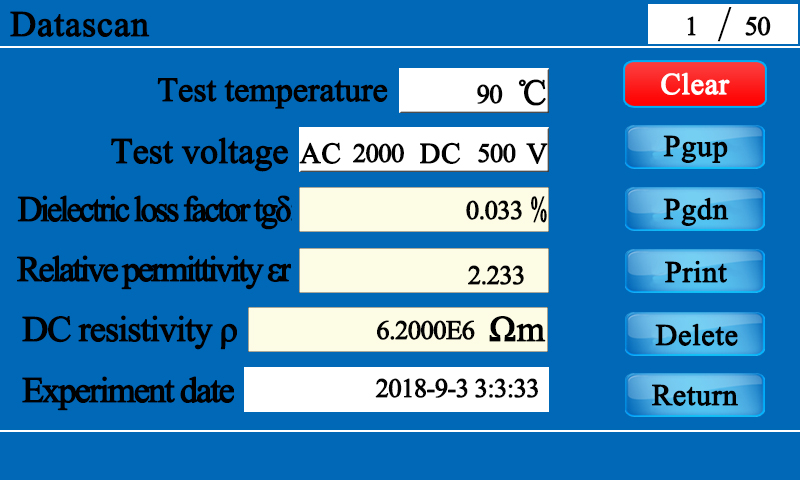 Datascan 1 / 50
Test temperature 90 ℃ Clear
Test voltage AC 2000 DC 500 V Pgup
Dielectric loss factor tgδ 0.033 % Pgdn
Relative permittivity εr 2.233 Print
DC resistivity ρ 6.2000E6 Ωm Delete
Experiment date 2018-9-3 3:3:33 Return